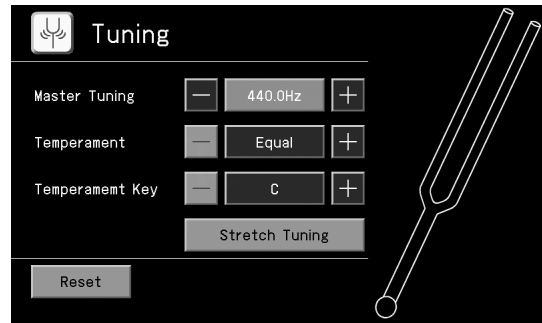 Tuning
Master Tuning − 440.0Hz +
Temperament − Equal +
Temperamemt Key − C +
Stretch Tuning
Reset